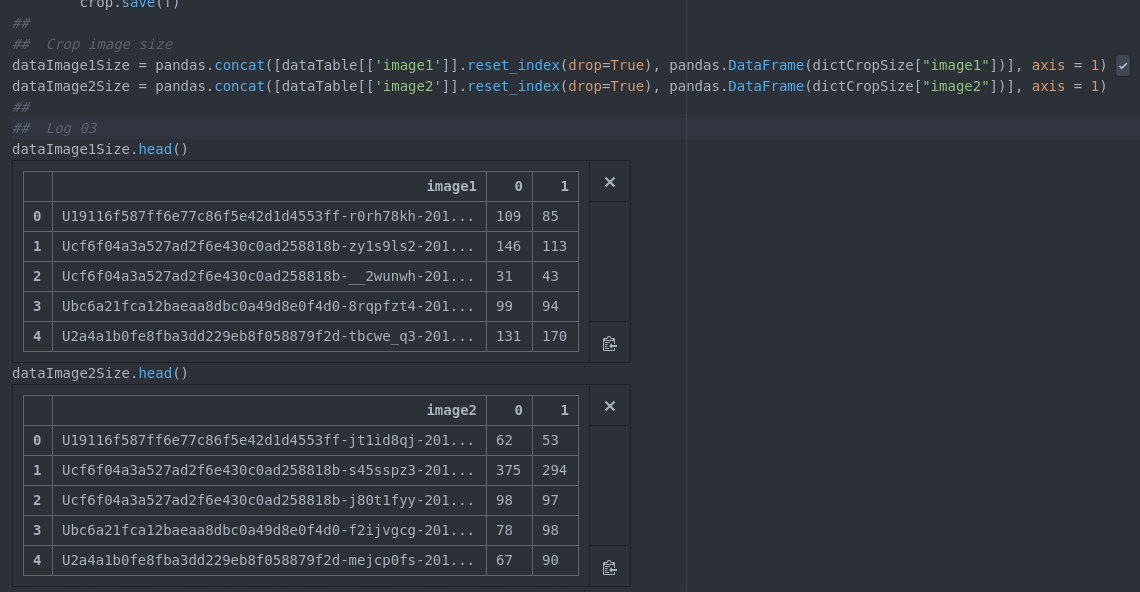 crop.save(f)
##
##  Crop image size
dataImage1Size = pandas.concat([dataTable[['image1']].reset_index(drop=True), pandas.DataFrame(dictCropSize["image1"])], axis = 1)
dataImage2Size = pandas.concat([dataTable[['image2']].reset_index(drop=True), pandas.DataFrame(dictCropSize["image2"])], axis = 1)
##
##  Log 03
dataImage1Size.head()
image1 0 1
0 U19116f587ff6e77c86f5e42d1d4553ff-r0rh78kh-201... 109 85
1 Ucf6f04a3a527ad2f6e430c0ad258818b-zy1s9ls2-201... 146 113
2 Ucf6f04a3a527ad2f6e430c0ad258818b-__2wunwh-201... 31 43
3 Ubc6a21fca12baeaa8dbc0a49d8e0f4d0-8rqpfzt4-201... 99 94
4 U2a4a1b0fe8fba3dd229eb8f058879f2d-tbcwe_q3-201... 131 170
dataImage2Size.head()
image2 0 1
0 U19116f587ff6e77c86f5e42d1d4553ff-jt1id8qj-201... 62 53
1 Ucf6f04a3a527ad2f6e430c0ad258818b-s45sspz3-201... 375 294
2 Ucf6f04a3a527ad2f6e430c0ad258818b-j80t1fyy-201... 98 97
3 Ubc6a21fca12baeaa8dbc0a49d8e0f4d0-f2ijvgcg-201... 78 98
4 U2a4a1b0fe8fba3dd229eb8f058879f2d-mejcp0fs-201... 67 90